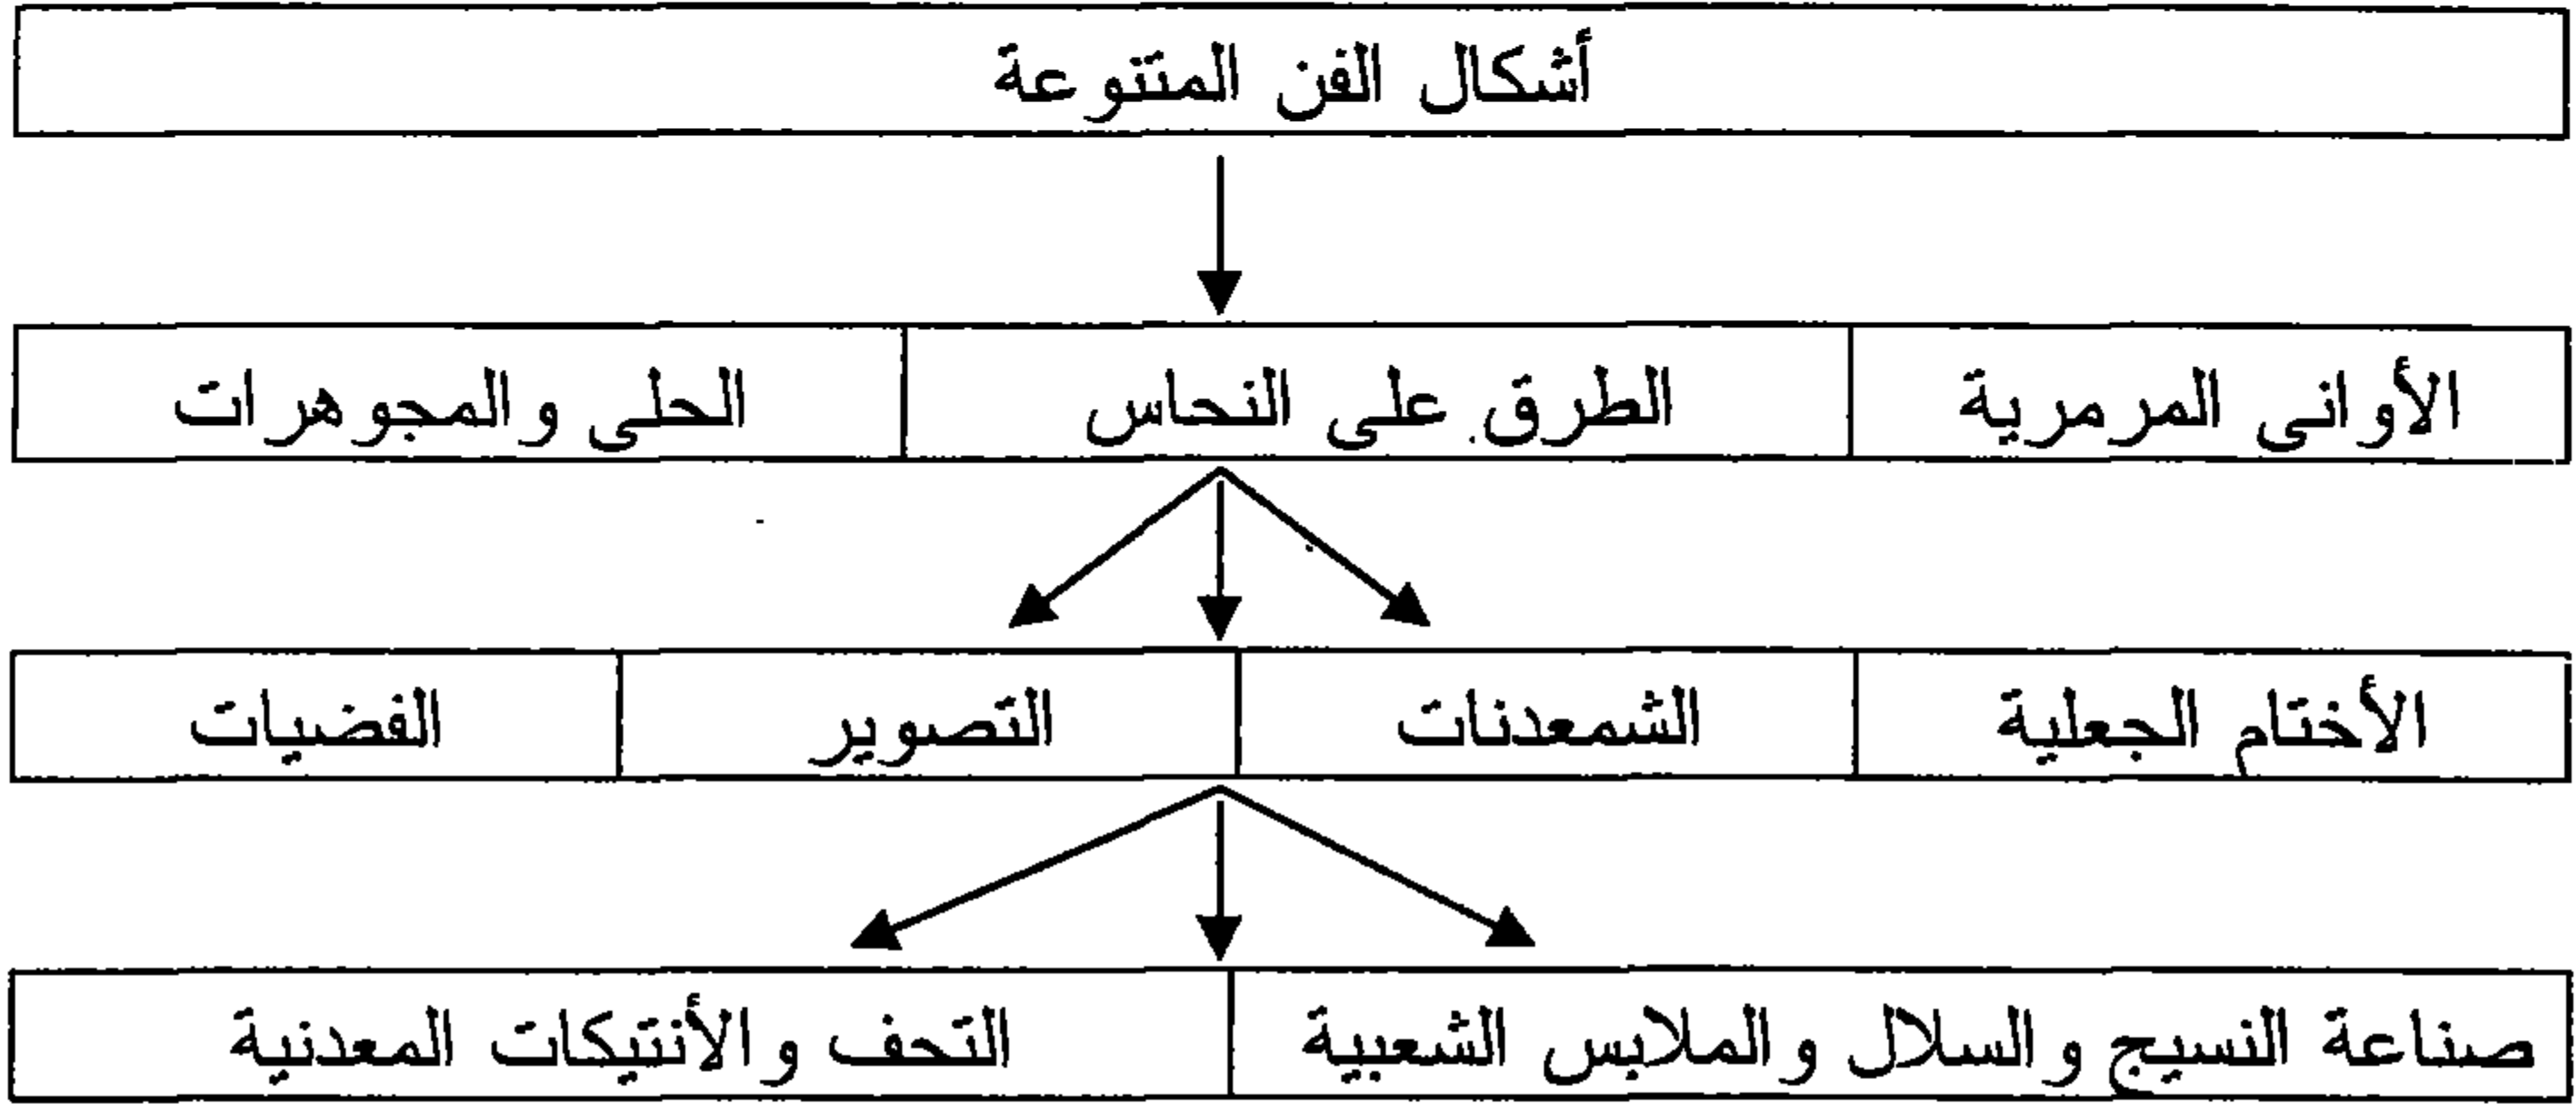 أشكال الفن المتنوعة
الأوانى المرمرية
الطرق على النحاس
الحلى والمجوهرات
الأختام الجعلية
الشمعدنات
التصوير
الفضيات
صناعة النسيج والسلال والملابس الشعبية
التحف والأنتيكات المعدنية